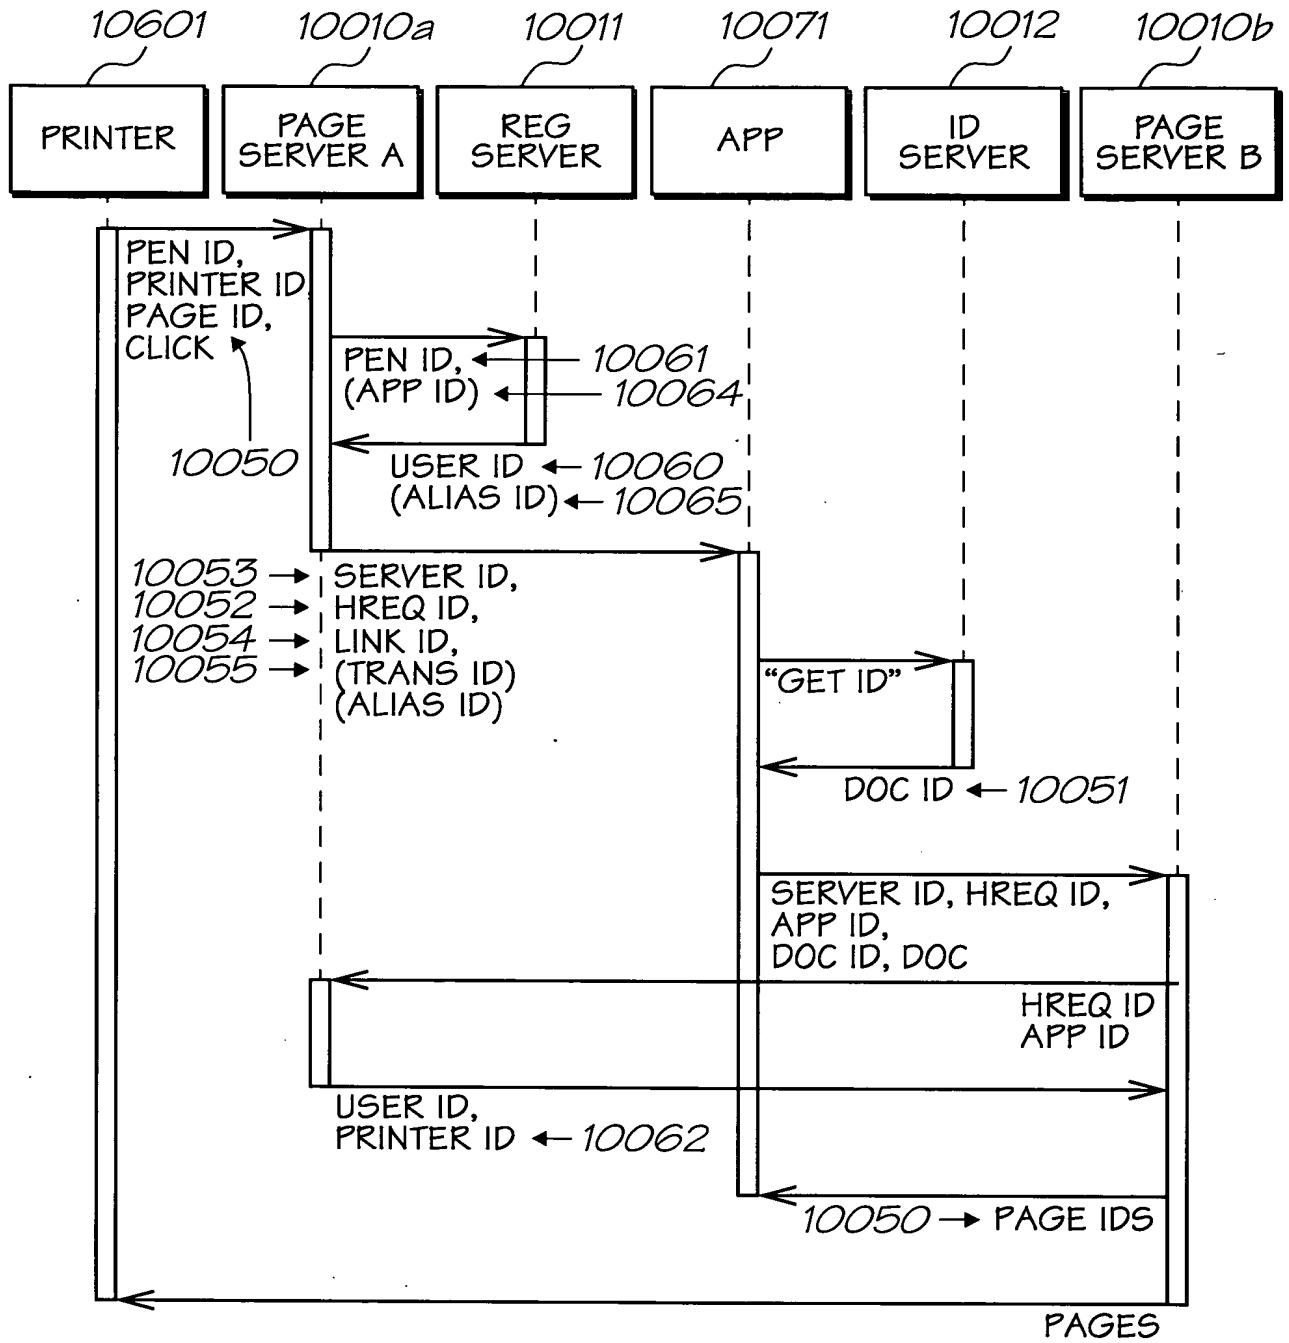 10601 10010a 10011 10071 10012 10010b
PRINTER
PAGE
SERVER A
REG
SERVER
APP
ID
SERVER
PAGE
SERVER B
PEN ID,
PRINTER ID
PAGE ID,
CLICK
10050
PEN ID, 10061
(APP ID) 10064
USER ID 10060
(ALIAS ID) 10065
10053 SERVER ID,
10052 HREQ ID,
10054 LINK ID,
10055 (TRANS ID)
(ALIAS ID)
“GET ID”
DOC ID 10051
SERVER ID, HREQ ID,
APP ID,
DOC ID, DOC
HREQ ID
APP ID
USER ID,
PRINTER ID 10062
10050 PAGE IDS
PAGES